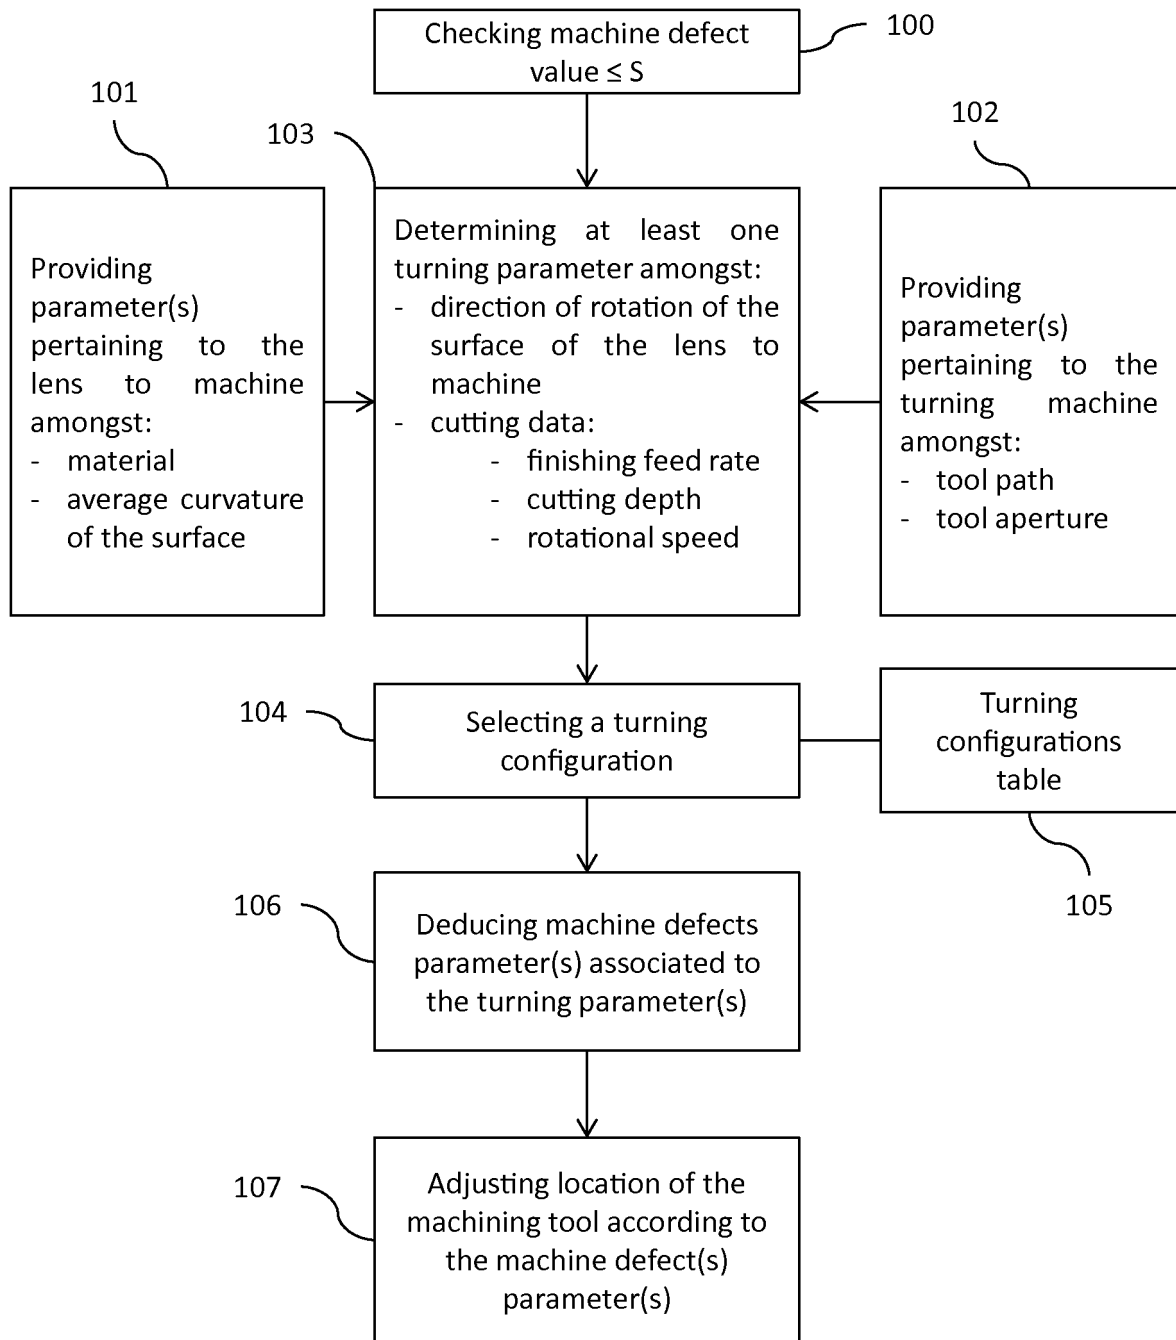 Checking machine defect
value ≤ S
100
101
103
102
Providing
parameter(s)
pertaining to the
lens to machine
amongst:
- material
- average curvature
of the surface
Determining at least one
turning parameter amongst:
- direction of rotation of the
surface of the lens to
machine
- cutting data:
- finishing feed rate
- cutting depth
- rotational speed
Providing
parameter(s)
pertaining to the
turning machine
amongst:
- tool path
- tool aperture
104
Selecting a turning
configuration
Turning
configurations
table
105
106
Deducing machine defects
parameter(s) associated to
the turning parameter(s)
107
Adjusting location of the
machining tool according to
the machine defect(s)
parameter(s)